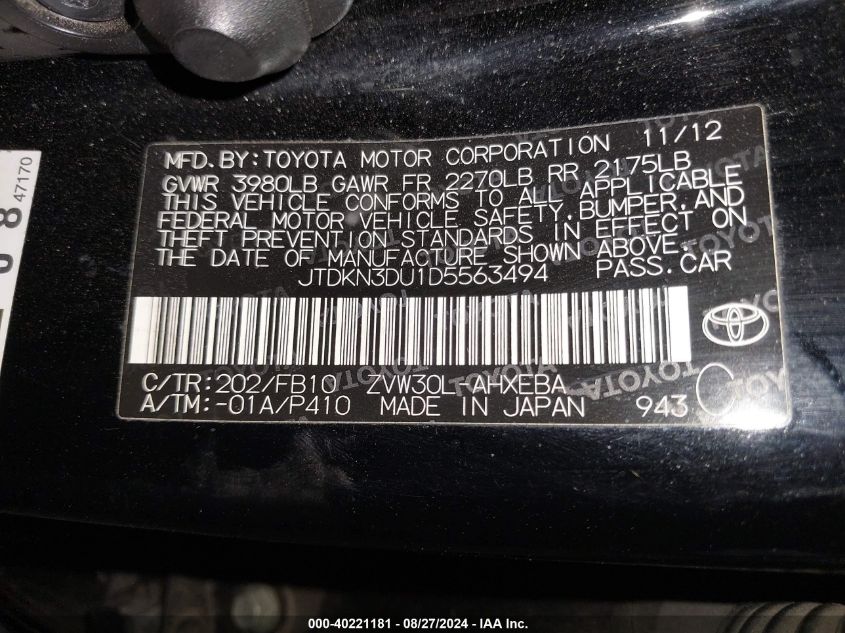 MFD. BY: TOYOTA MOTOR CORPORATION 11/12
GVWR 3980LB GAWR FR 2270LB RR 2175LB
THIS VEHICLE CONFORMS TO ALL APPLICABLE
FEDERAL MOTOR VEHICLE SAFETY, BUMPER, AND
THEFT PREVENTION STANDARDS IN EFFECT ON
THE DATE OF MANUFACTURE SHOWN ABOVE.
JTDKN3DU1D5563494 PASS. CAR
C/TR: 202/FB10 ZVW30L-AHXEBA
A/TM: -01A/P410 MADE IN JAPAN 943 C
47170
000-40221181 - 08/27/2024 - IAA Inc.